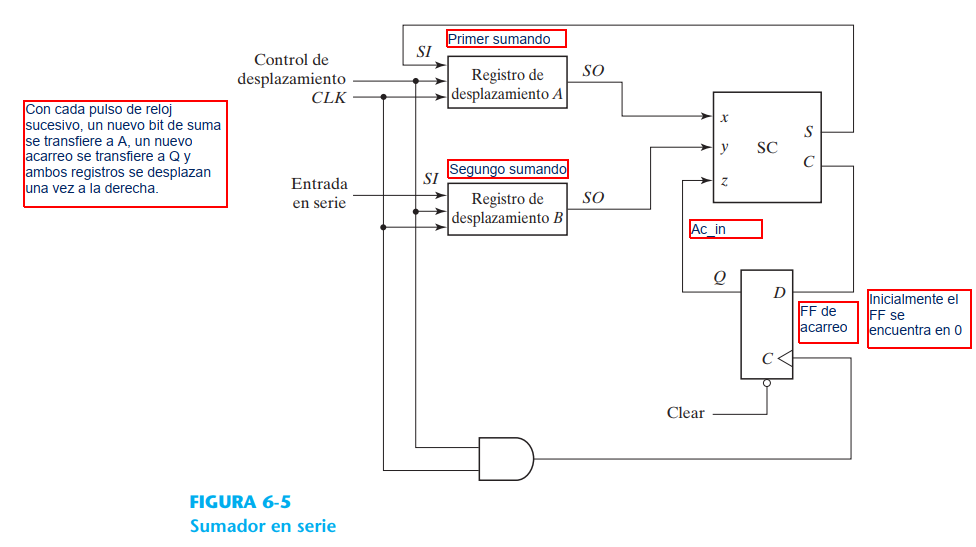 Primer sumando
SI
Control de
desplazamiento
CLK
Registro de
desplazamiento A
SO
Con cada pulso de reloj
sucesivo, un nuevo bit de suma
se transfiere a A, un nuevo
acarreo se transfiere a Q y
ambos registros se desplazan
una vez a la derecha.
x
y
z
SC
S
C
Segungo sumando
SI
Entrada
en serie
Registro de
desplazamiento B
SO
Ac_in
Q
D
C
FF de
acarreo
Inicialmente el
FF se
encuentra en 0
Clear
FIGURA 6-5
Sumador en serie